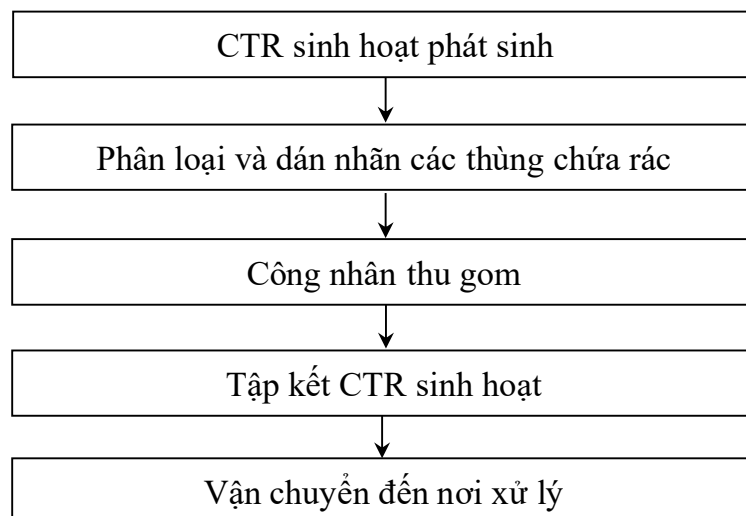 CTR sinh hoạt phát sinh
Phân loại và dán nhãn các thùng chứa rác
Công nhân thu gom
Tập kết CTR sinh hoạt
Vận chuyển đến nơi xử lý